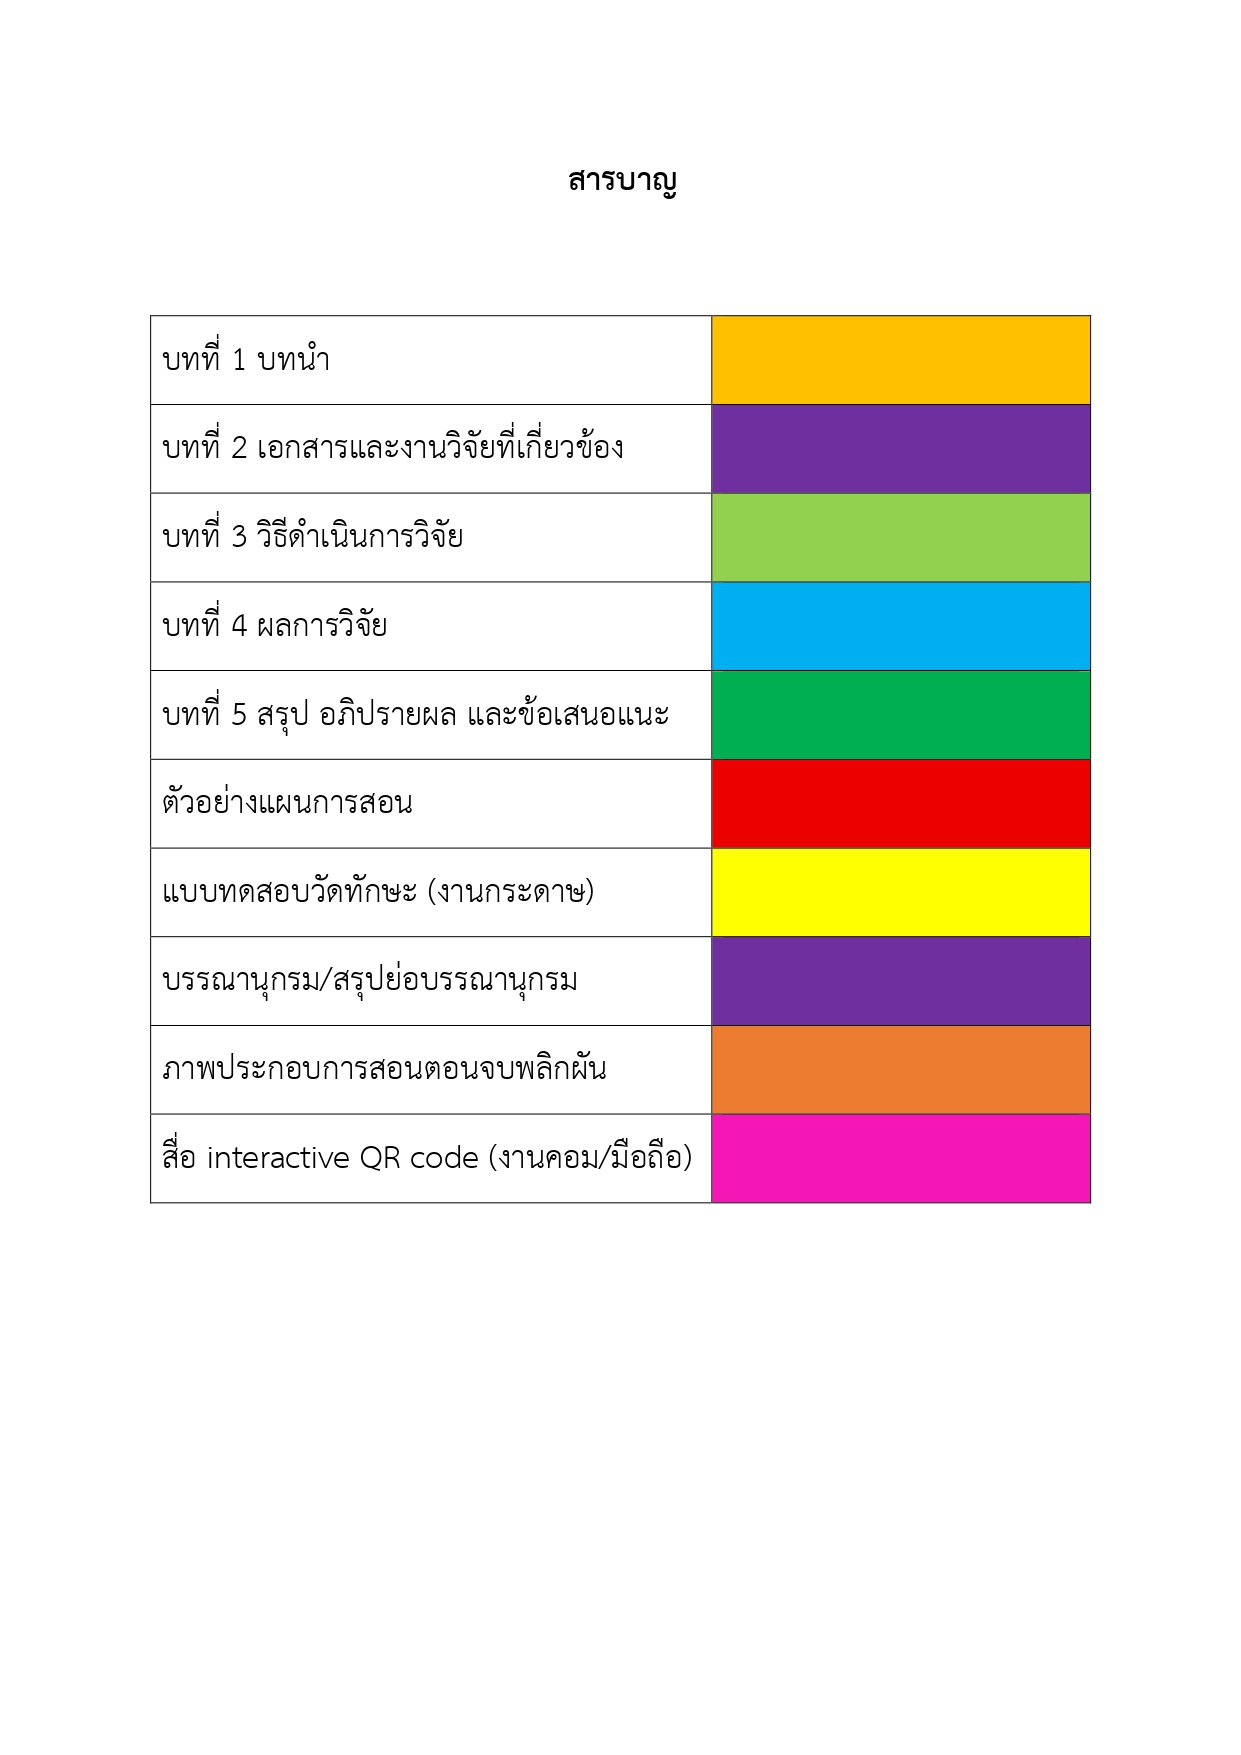 สารบาญ
บทที่ 1 บทนำ
บทที่ 2 เอกสารและงานวิจัยที่เกี่ยวข้อง
บทที่ 3 วิธีดำเนินการวิจัย
บทที่ 4 ผลการวิจัย
บทที่ 5 สรุป อภิปรายผล และข้อเสนอแนะ
ตัวอย่างแผนการสอน
แบบทดสอบวัดทักษะ (งานกระดาษ)
บรรณานุกรม/สรุปย่อบรรณานุกรม
ภาพประกอบการสอนตอนจบพลิกผัน
สื่อ interactive QR code (งานคอม/มือถือ)